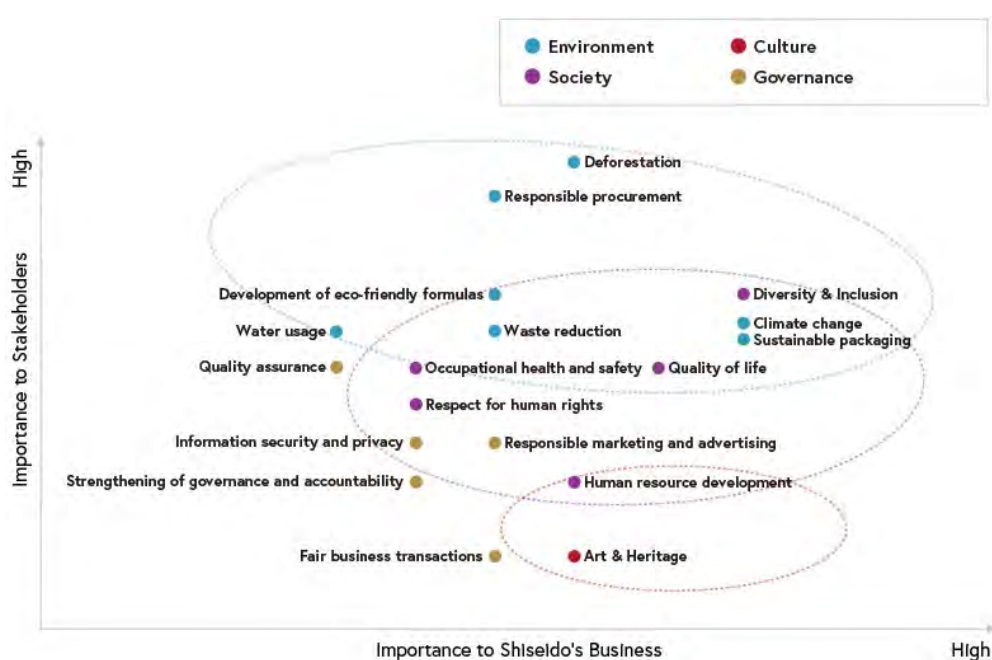 Environment
Culture
Society
Governance
High
Importance to Stakeholders
Deforestation
Responsible procurement
Development of eco-friendly formulas
Diversity & Inclusion
Water usage
Waste reduction
Climate change
Sustainable packaging
Quality assurance
Occupational health and safety
Quality of life
Respect for human rights
Information security and privacy
Responsible marketing and advertising
Strengthening of governance and accountability
Human resource development
Fair business transactions
Art & Heritage
Importance to Shiseido's Business
High